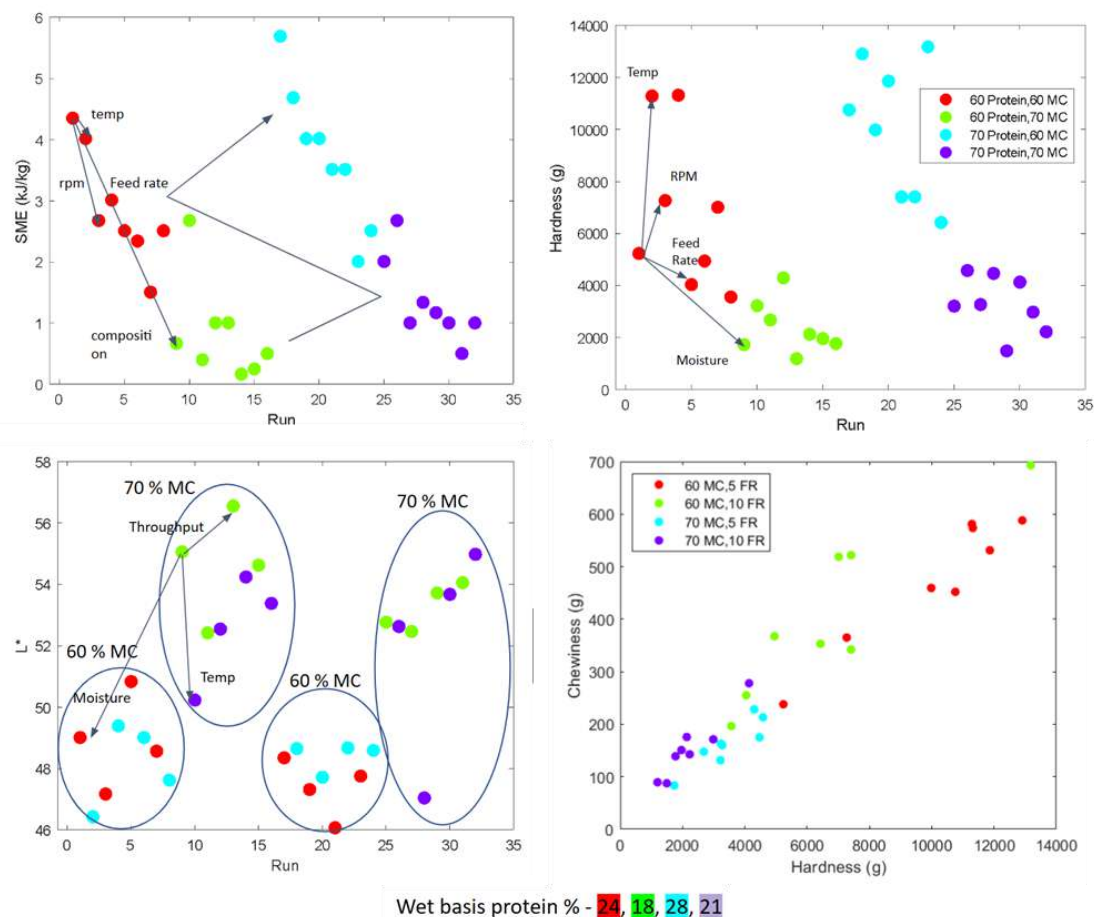 6
5
4
3
2
1
0
SME (kJ/kg)
temp
rpm
Feed rate
compositi
on
0 5 10 15 20 25 30 35
Run
14000
12000
10000
8000
6000
4000
2000
0
Hardness (g)
Temp
RPM
Feed
Rate
Moisture
60 Protein,60 MC
60 Protein,70 MC
70 Protein,60 MC
70 Protein,70 MC
0 5 10 15 20 25 30 35
Run
58
56
54
52
50
48
46
L*
70 % MC
Throughput
70 % MC
60 % MC
Moisture
Temp
60 % MC
0 5 10 15 20 25 30 35
Run
700
600
500
400
300
200
100
0
Chewiness (g)
60 MC,5 FR
60 MC,10 FR
70 MC,5 FR
70 MC,10 FR
0 2000 4000 6000 8000 10000 12000 14000
Hardness (g)
Wet basis protein % - 24, 18, 28, 21